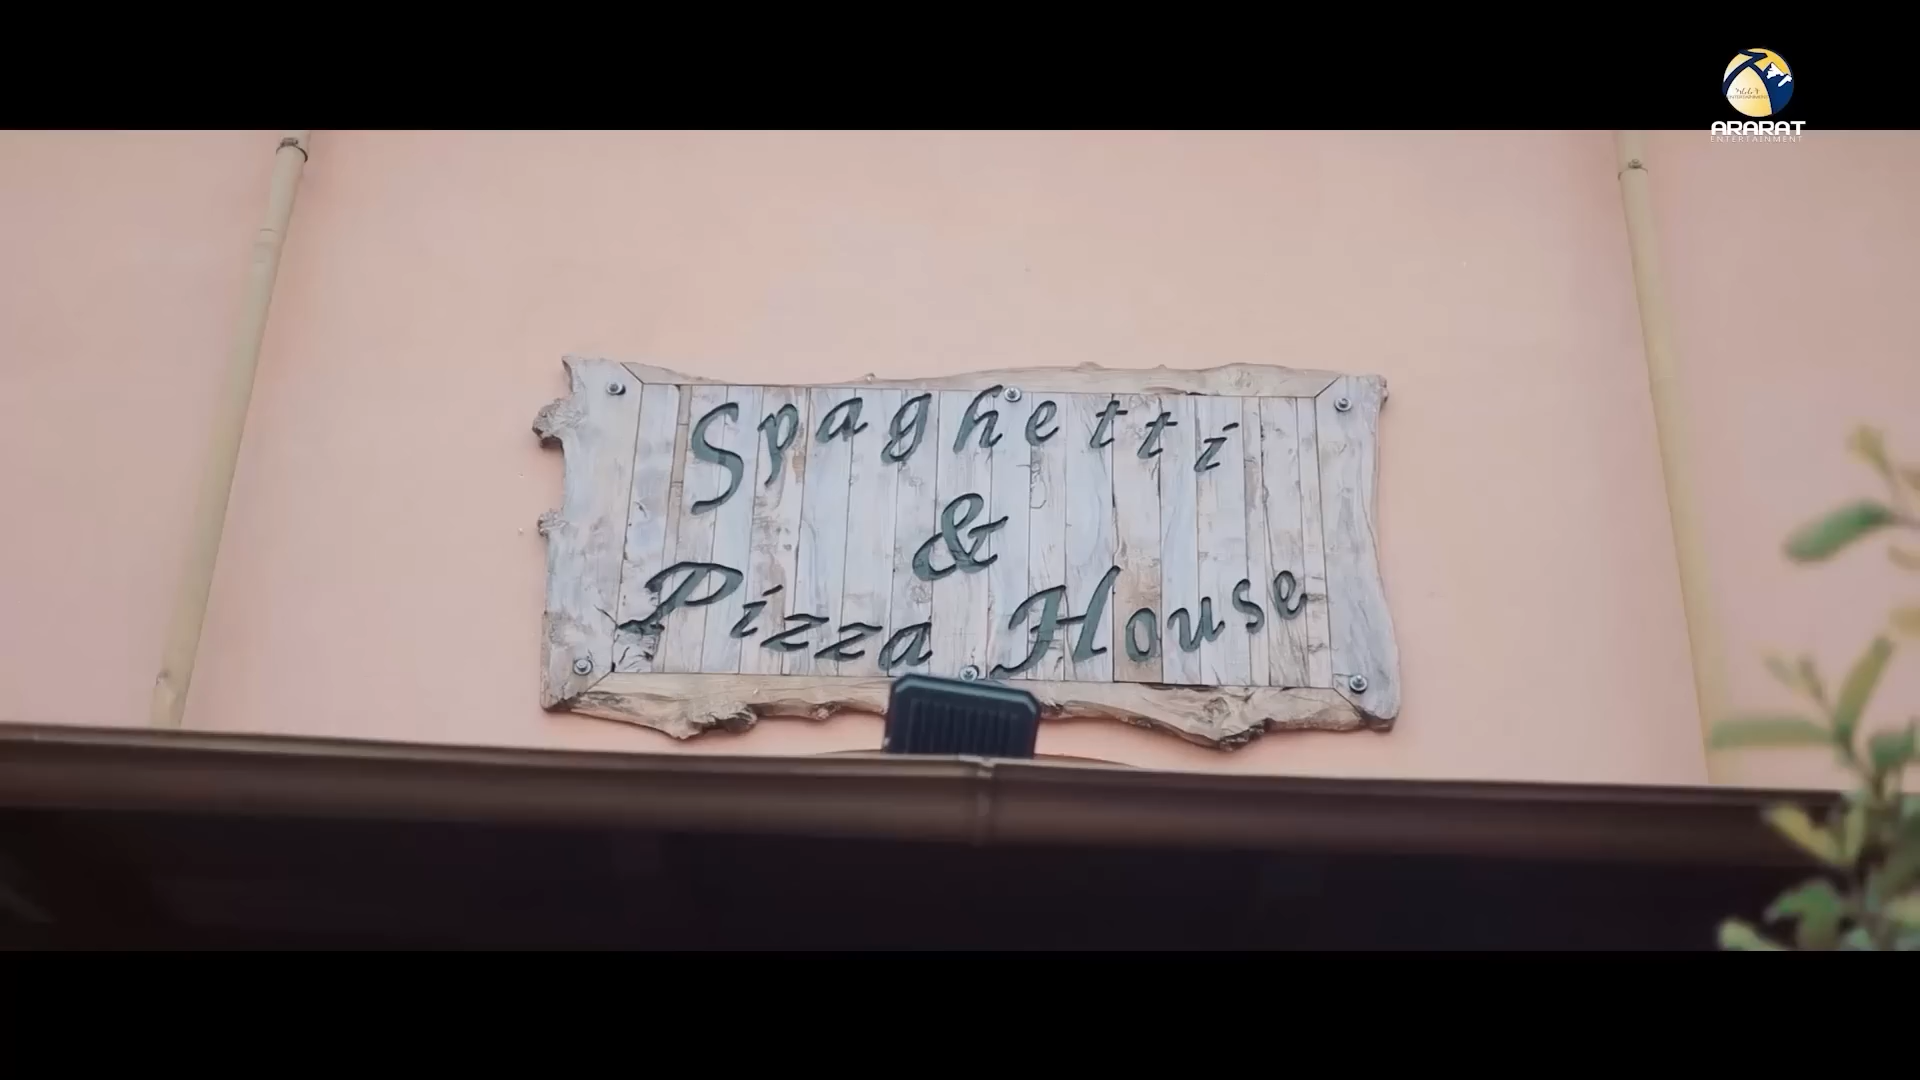 ARARAT
ENTERTAINMENT
Spaghetti
&
Pizza House